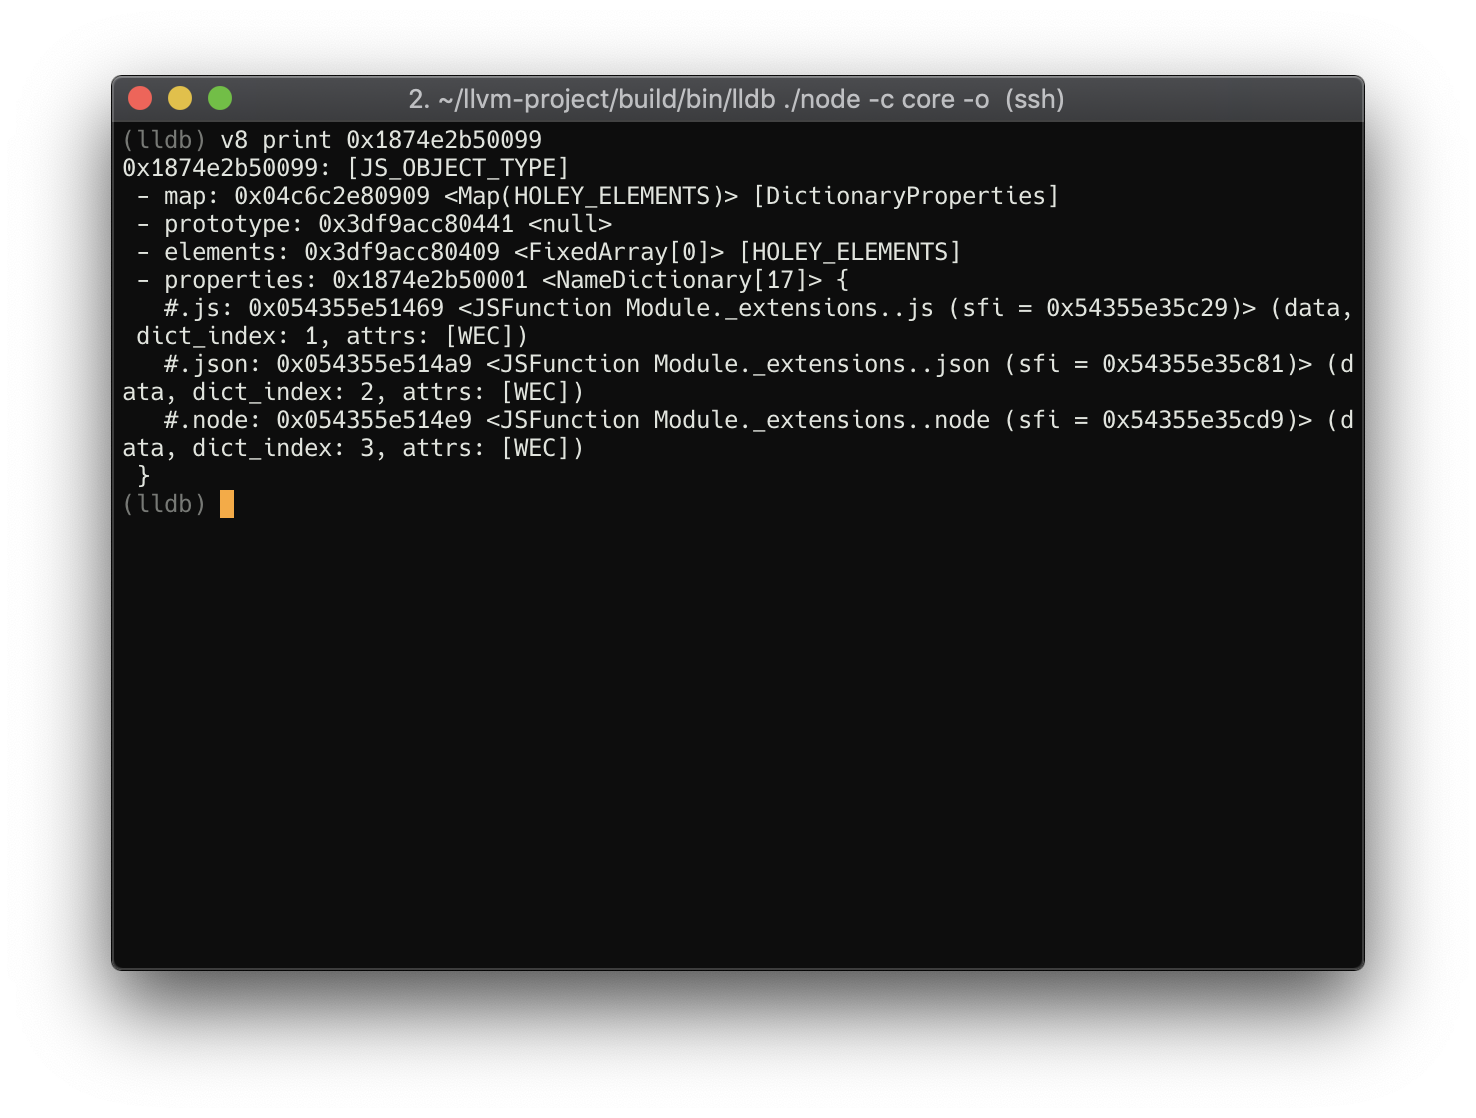 2. ~/llvm-project/build/bin/lldb ./node -c core -o  (ssh)
(lldb) v8 print 0x1874e2b50099
0x1874e2b50099: [JS_OBJECT_TYPE]
 - map: 0x04c6c2e80909 <Map(HOLEY_ELEMENTS)> [DictionaryProperties]
 - prototype: 0x3df9acc80441 <null>
 - elements: 0x3df9acc80409 <FixedArray[0]> [HOLEY_ELEMENTS]
 - properties: 0x1874e2b50001 <NameDictionary[17]> {
   #.js: 0x054355e51469 <JSFunction Module._extensions..js (sfi = 0x54355e35c29)> (data,
 dict_index: 1, attrs: [WEC])
   #.json: 0x054355e514a9 <JSFunction Module._extensions..json (sfi = 0x54355e35c81)> (d
ata, dict_index: 2, attrs: [WEC])
   #.node: 0x054355e514e9 <JSFunction Module._extensions..node (sfi = 0x54355e35cd9)> (d
ata, dict_index: 3, attrs: [WEC])
 }
(lldb)